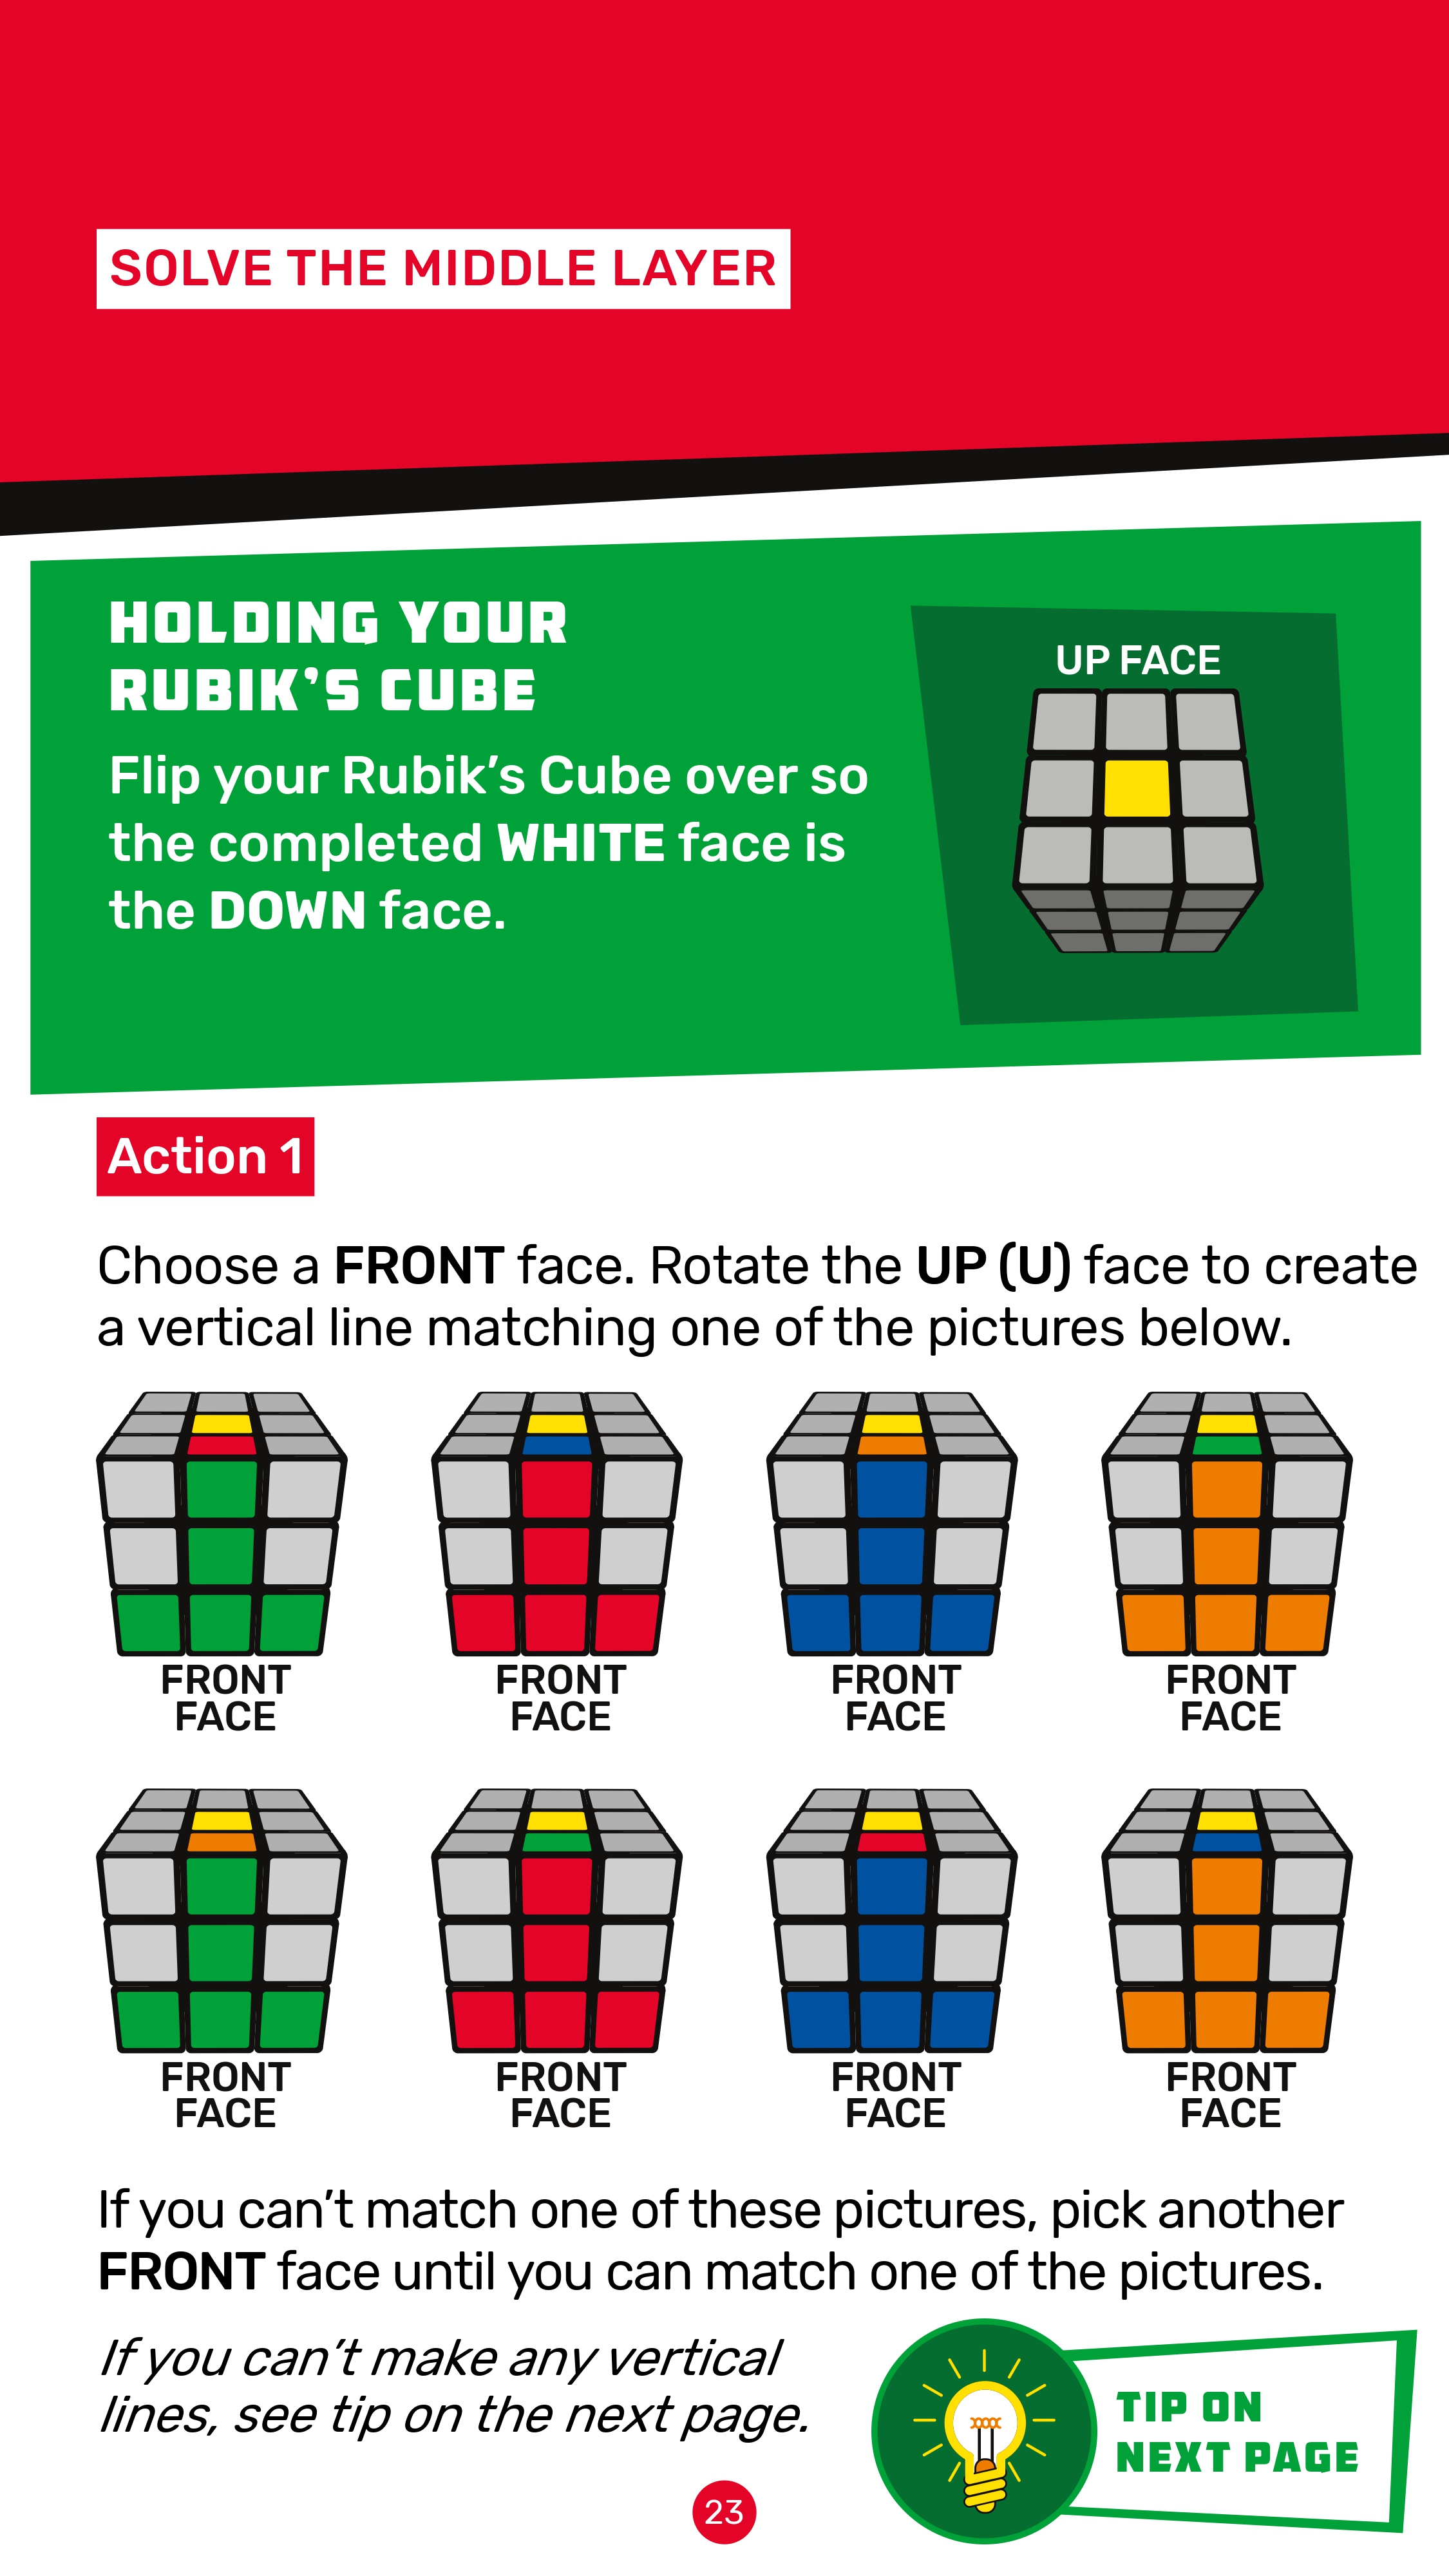 SOLVE THE MIDDLE LAYER
HOLDING YOUR
RUBIK'S CUBE
Flip your Rubik's Cube over so
the completed WHITE face is
the DOWN face.
UP FACE
Action 1
Choose a FRONT face. Rotate the UP (U) face to create
a vertical line matching one of the pictures below.
FRONT
FACE
FRONT
FACE
FRONT
FACE
FRONT
FACE
FRONT
FACE
FRONT
FACE
FRONT
FACE
FRONT
FACE
If you can't match one of these pictures, pick another
FRONT face until you can match one of the pictures.
If you can't make any vertical
lines, see tip on the next page.
TIP ON
NEXT PAGE
23